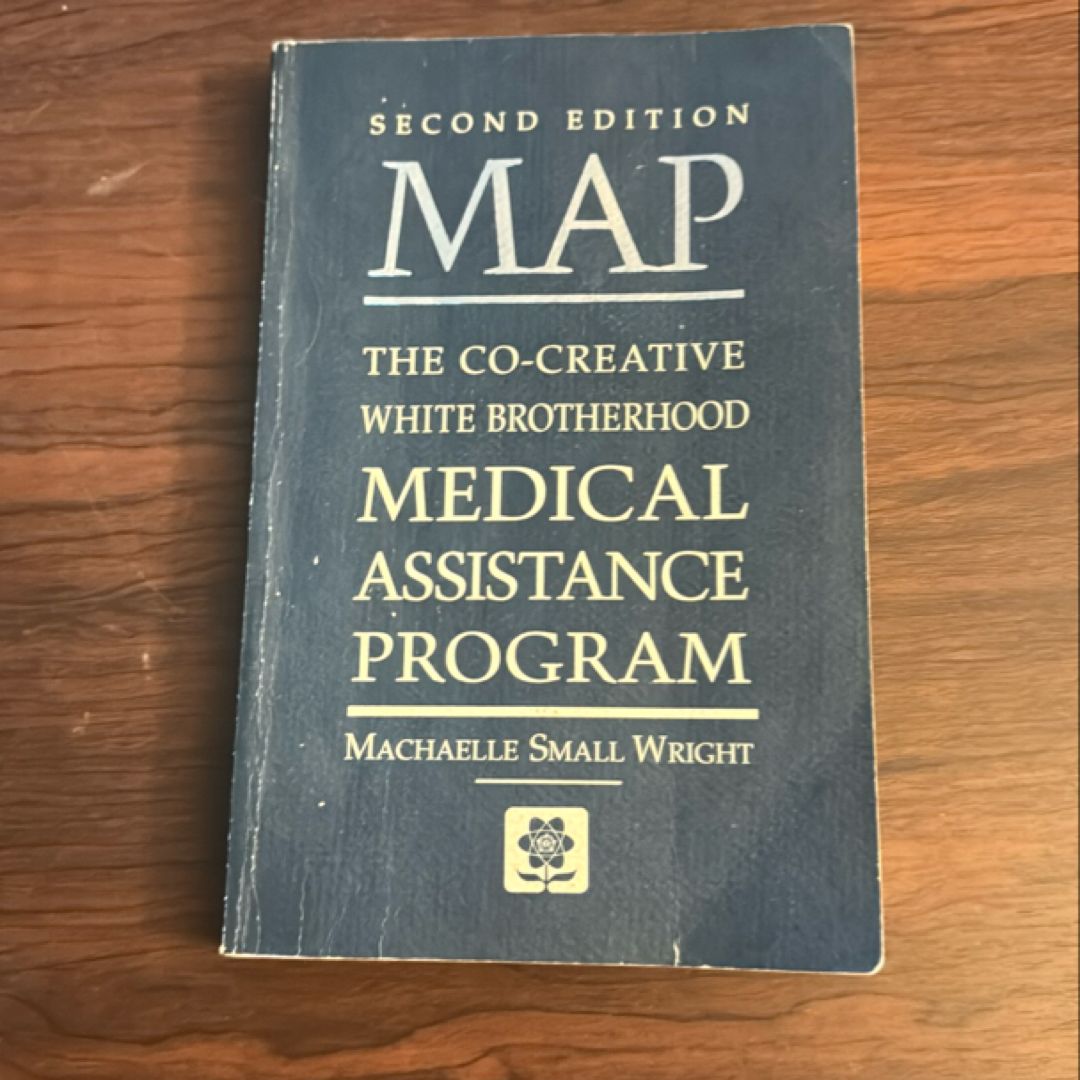 SECOND EDITION
MAP
THE CO-CREATIVE
WHITE BROTHERHOOD
MEDICAL
ASSISTANCE
PROGRAM
MACHAELLE SMALL WRIGHT